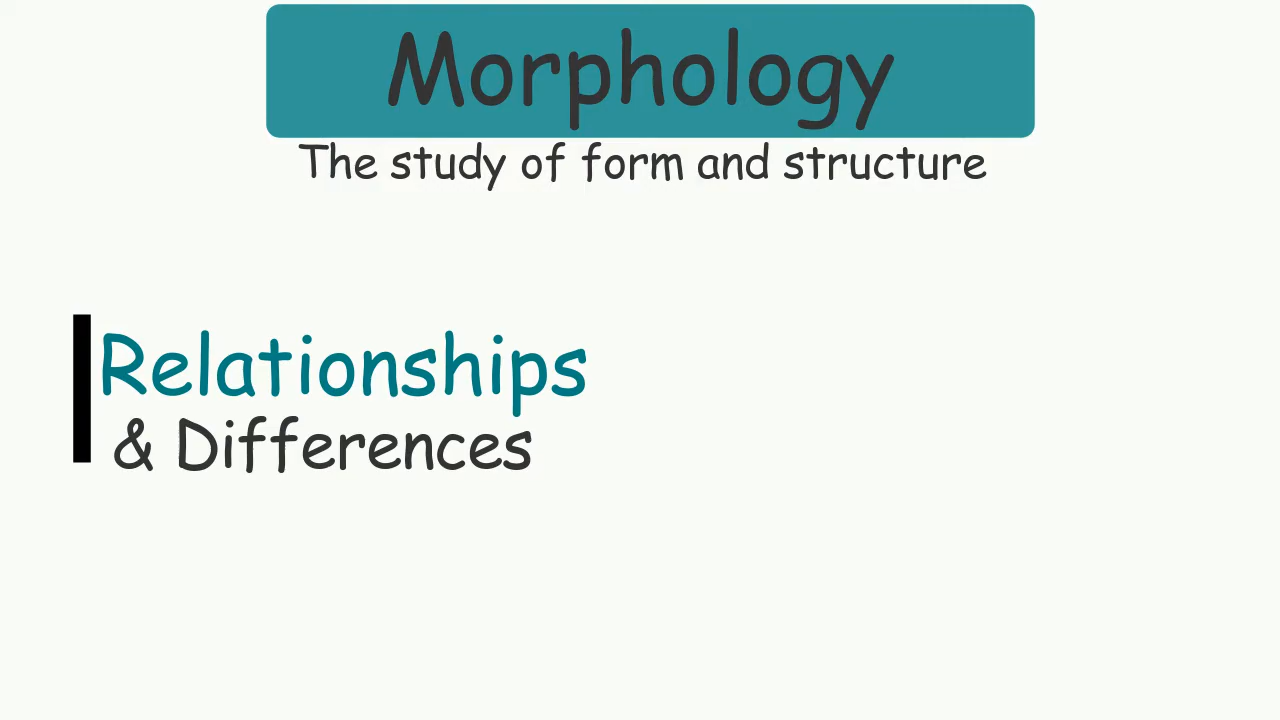 Morphology
The study of form and structure
Relationships
& Differences